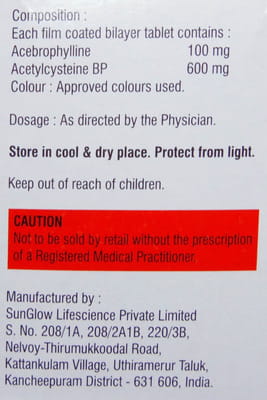 Composition :
Each film coated bilayer tablet contains :
Acebrophylline 100 mg
Acetylcysteine BP 600 mg
Colour : Approved colours used.
Dosage : As directed by the Physician.
Store in cool & dry place. Protect from light.
Keep out of reach of children.
CAUTION
Not to be sold by retail without the prescription
of a Registered Medical Practitioner.
Manufactured by :
SunGlow Lifescience Private Limited
S. No. 208/1A, 208/2A1B, 220/3B,
Nelvoy-Thirumukkoodal Road,
Kattankulam Village, Uthiramerur Taluk,
Kancheepuram District - 631 606, India.